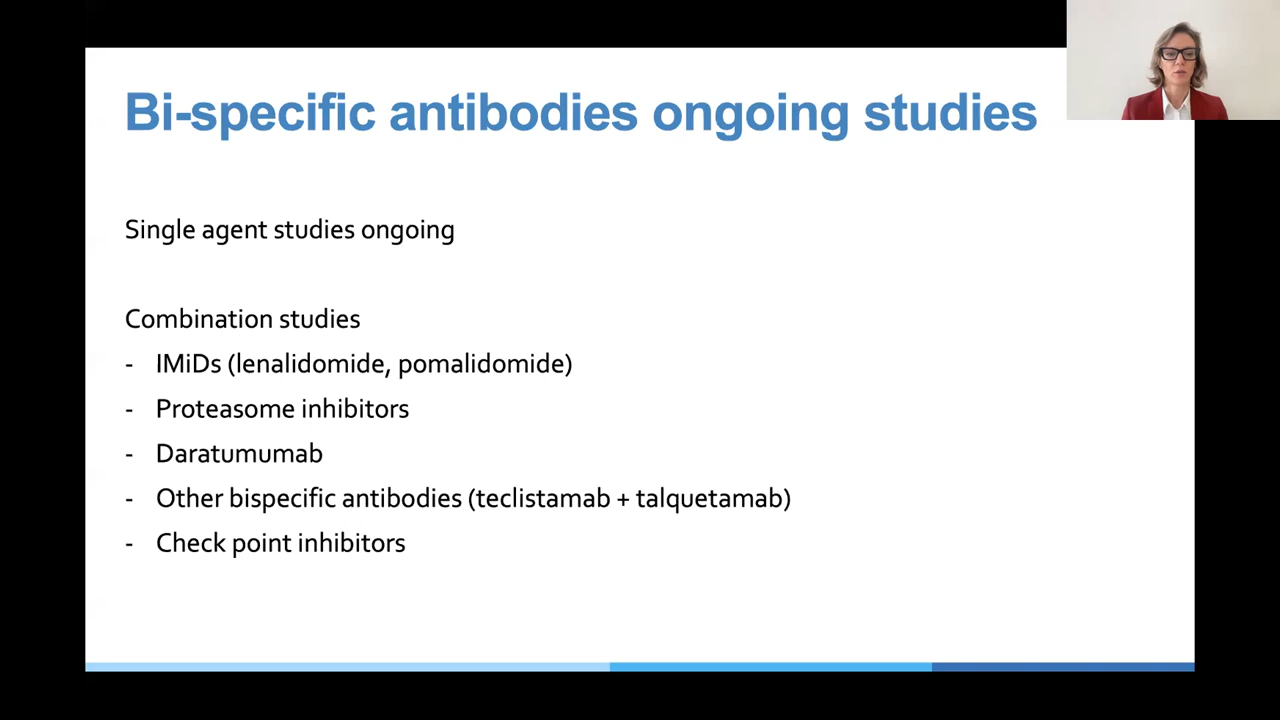 Bi-specific antibodies ongoing studies
Single agent studies ongoing
Combination studies
- IMiDs (lenalidomide, pomalidomide)
- Proteasome inhibitors
- Daratumumab
- Other bispecific antibodies (teclistamab + talquetamab)
- Check point inhibitors